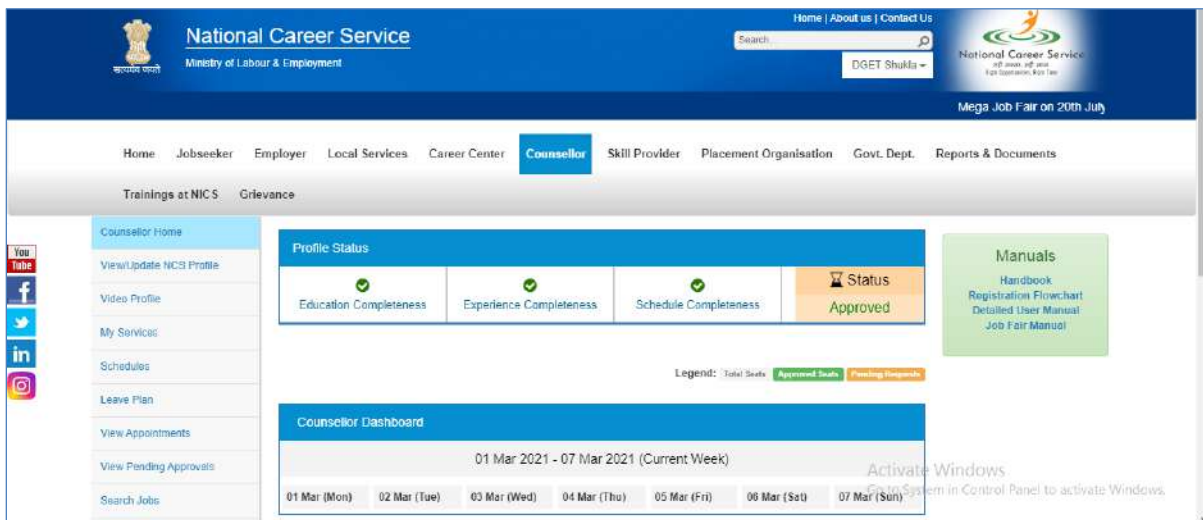 Home | About us | Contact Us
National Career Service
Ministry of Labour & Employment
सत्यमेव जयते
Search
DGET Shukla
National Career Service
Mega Job Fair on 20th July
Home Jobseeker Employer Local Services Career Center Counsellor Skill Provider Placement Organisation Govt. Dept. Reports & Documents
Trainings at NICS Grievance
You
Tube
f
in
Counsellor Home
View/Update NCS Profile
Video Profile
My Services
Schedules
Leave Plan
View Appointments
View Pending Approvals
Search Jobs
Profile Status
Education Completeness
Experience Completeness
Schedule Completeness
Status
Approved
Manuals
Handbook
Registration Flowchart
Detailed User Manual
Job Fair Manual
Legend: Total Seats Approved Seats Pending Requests
Counsellor Dashboard
01 Mar 2021 - 07 Mar 2021 (Current Week)
01 Mar (Mon) 02 Mar (Tue) 03 Mar (Wed) 04 Mar (Thu) 05 Mar (Fri) 06 Mar (Sat) 07 Mar (Sun)
Activate Windows
Go to System in Control Panel to activate Windows.